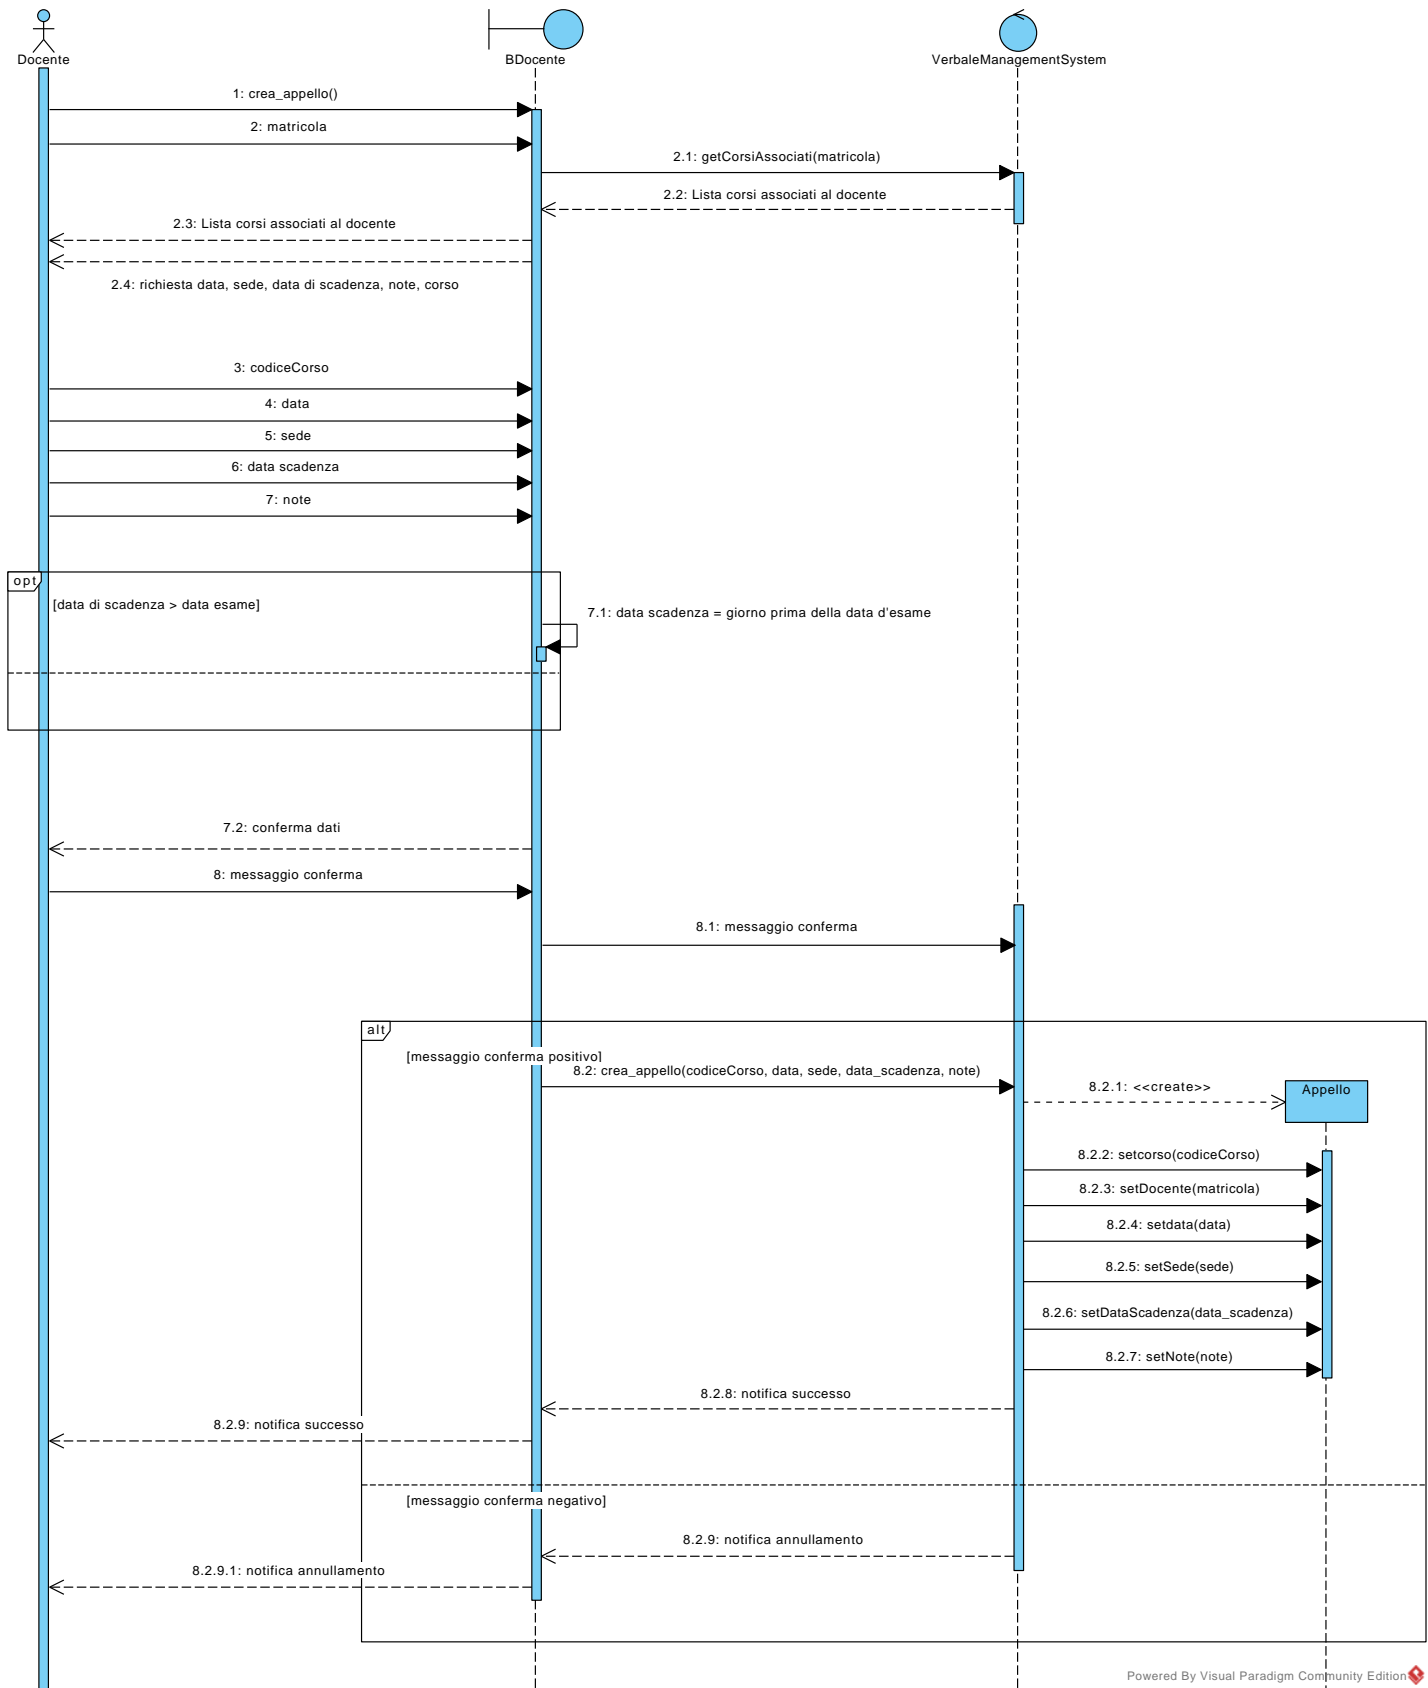 Docente
BDocente
VerbaleManagementSystem
1: crea_appello()
2: matricola
2.1: getCorsiAssociati(matricola)
2.2: Lista corsi associati al docente
2.3: Lista corsi associati al docente
2.4: richiesta data, sede, data di scadenza, note, corso
3: codiceCorso
4: data
5: sede
6: data scadenza
7: note
opt
[data di scadenza > data esame]
7.1: data scadenza = giorno prima della data d'esame
7.2: conferma dati
8: messaggio conferma
8.1: messaggio conferma
alt
[messaggio conferma positivo]
8.2: crea_appello(codiceCorso, data, sede, data_scadenza, note)
8.2.1: <<create>>
Appello
8.2.2: setcorso(codiceCorso)
8.2.3: setDocente(matricola)
8.2.4: setdata(data)
8.2.5: setSede(sede)
8.2.6: setDataScadenza(data_scadenza)
8.2.7: setNote(note)
8.2.8: notifica successo
8.2.9: notifica successo
[messaggio conferma negativo]
8.2.9: notifica annullamento
8.2.9.1: notifica annullamento
Powered By Visual Paradigm Community Edition